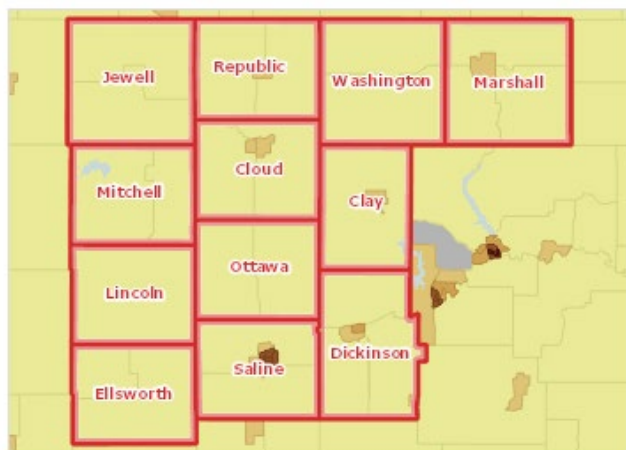 Jewell
Republic
Washington
Marshall
Mitchell
Cloud
Clay
Lincoln
Ottawa
Ellsworth
Saline
Dickinson